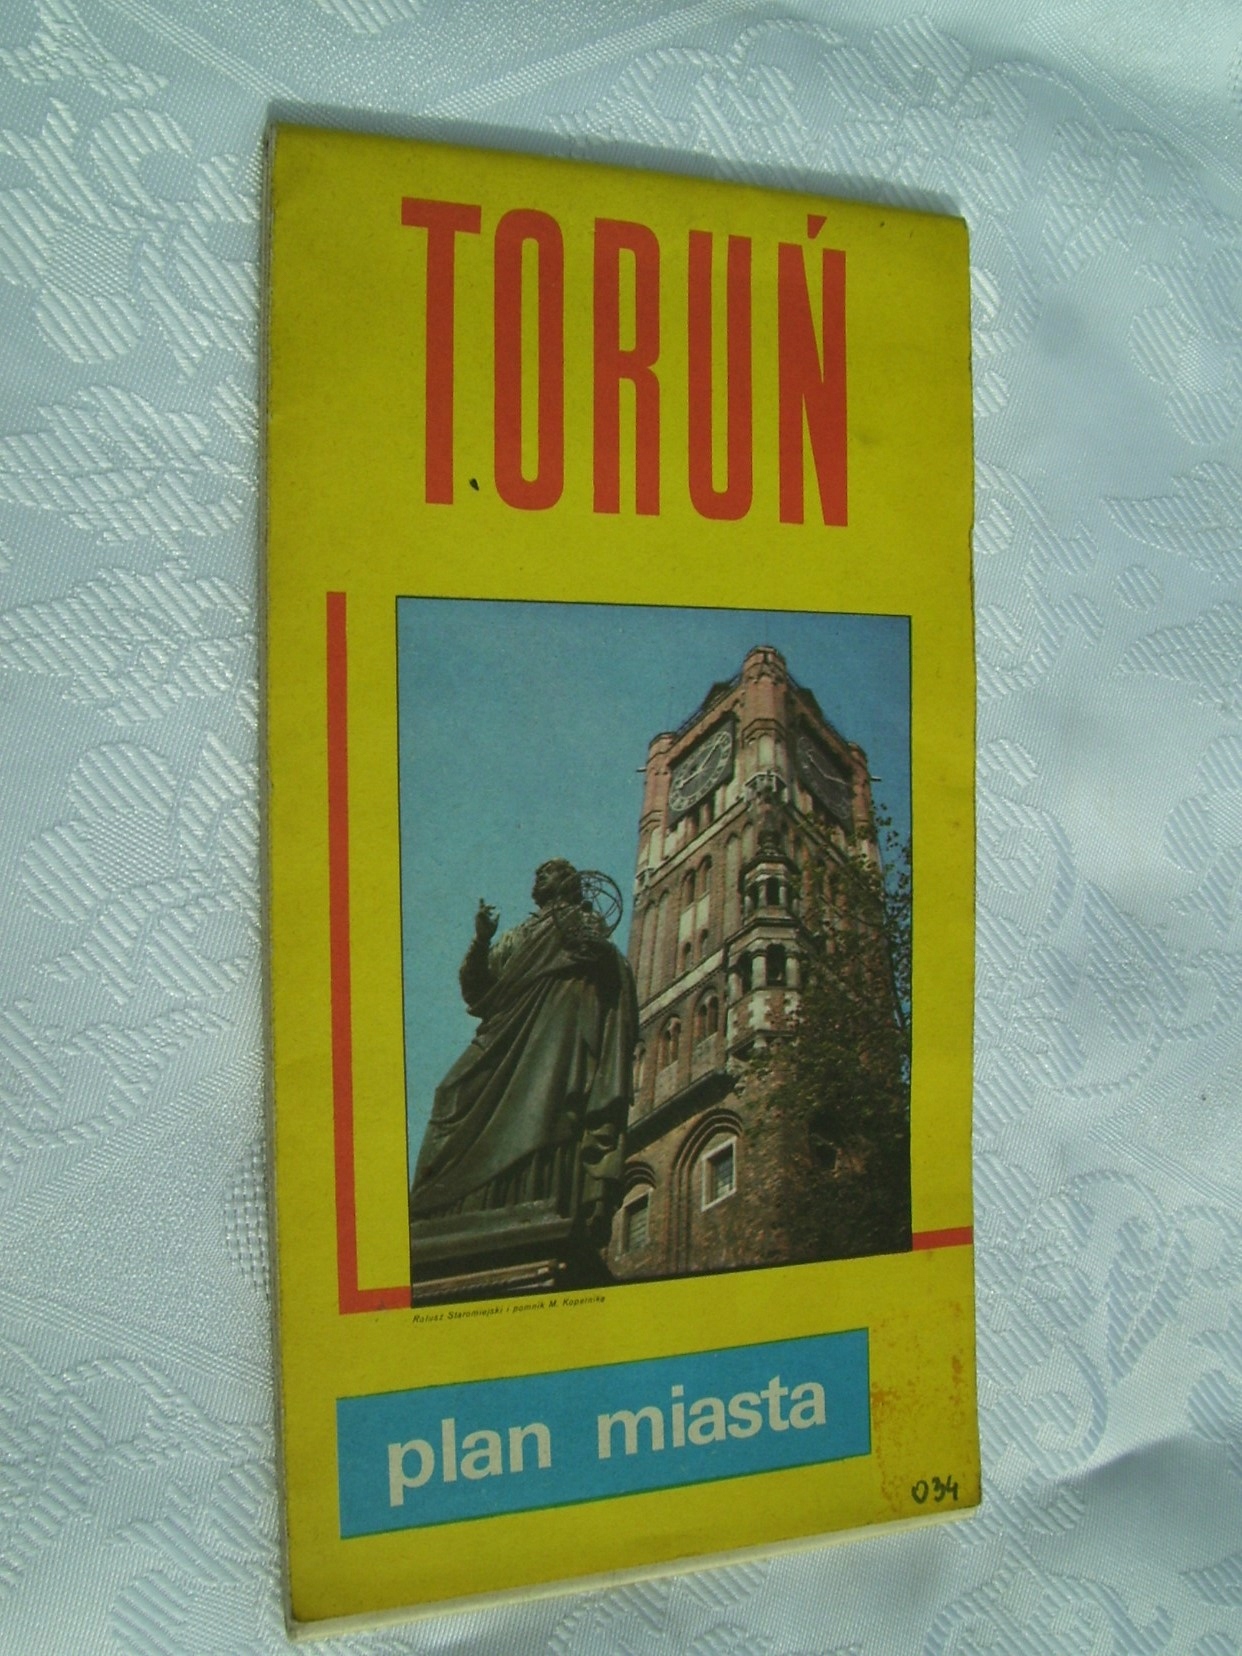 TORUŃ
Ratusz Staromiejski i pomnik M. Kopernika
plan miasta
034